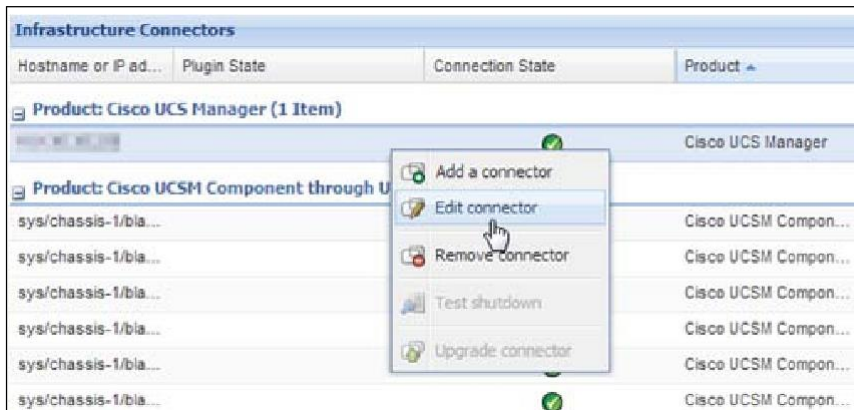 Infrastructure Connectors
Hostname or IP ad... Plugin State Connection State Product
Product: Cisco UCS Manager (1 Item)
Cisco UCS Manager
Add a connector
Product: Cisco UCSM Component through U
Edit connector
sys/chassis-1/bla... Cisco UCSM Compon...
sys/chassis-1/bla... Remove connector Cisco UCSM Compon...
sys/chassis-1/bla... Test shutdown Cisco UCSM Compon...
sys/chassis-1/bla... Upgrade connector Cisco UCSM Compon...
sys/chassis-1/bla... Cisco UCSM Compon...
sys/chassis-1/bla... Cisco UCSM Compon...